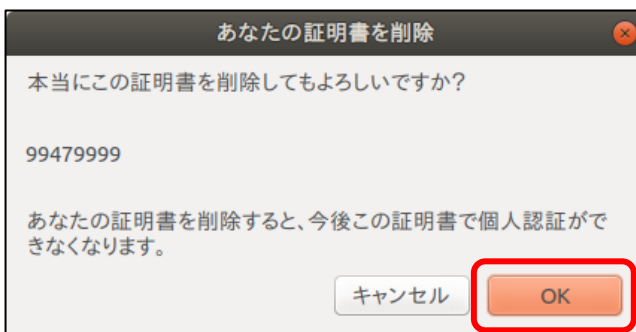 あなたの証明書を削除
本当にこの証明書を削除してもよろしいですか?
99479999
あなたの証明書を削除すると、今後この証明書で個人認証がで
きなくなります。
キャンセル
OK